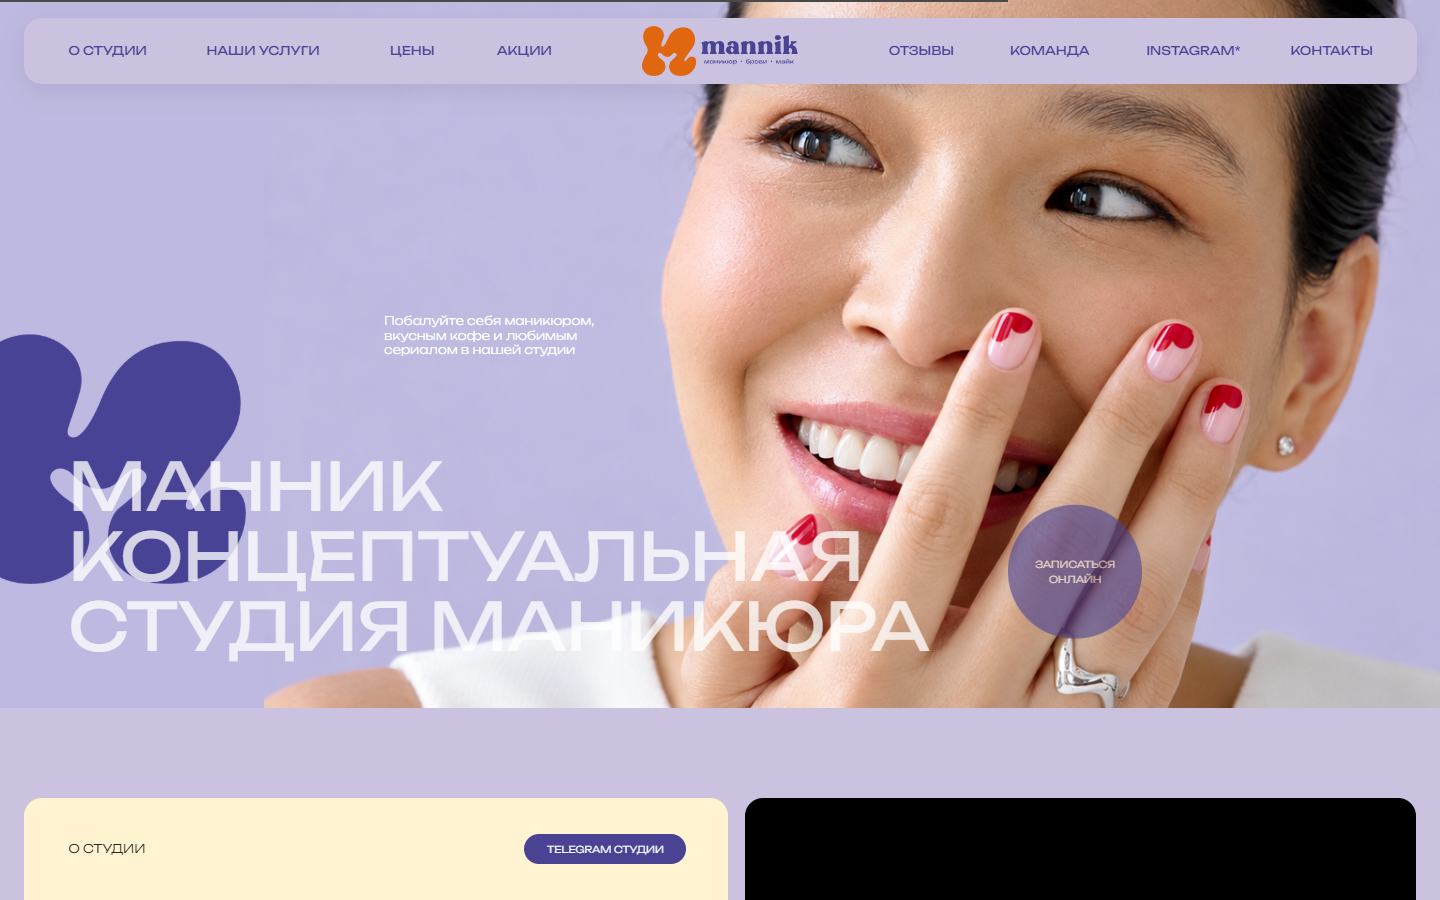 О СТУДИИ
НАШИ УСЛУГИ
ЦЕНЫ
АКЦИИ
mannik
маникюр • брови • мэйк
ОТЗЫВЫ
КОМАНДА
INSTAGRAM*
КОНТАКТЫ
Побалуйте себя маникюром,
вкусным кофе и любимым
сериалом в нашей студии
МАННИК
КОНЦЕПТУАЛЬНАЯ
СТУДИЯ МАНИКЮРА
ЗАПИСАТЬСЯ
ОНЛАЙН
О СТУДИИ
TELEGRAM СТУДИИ